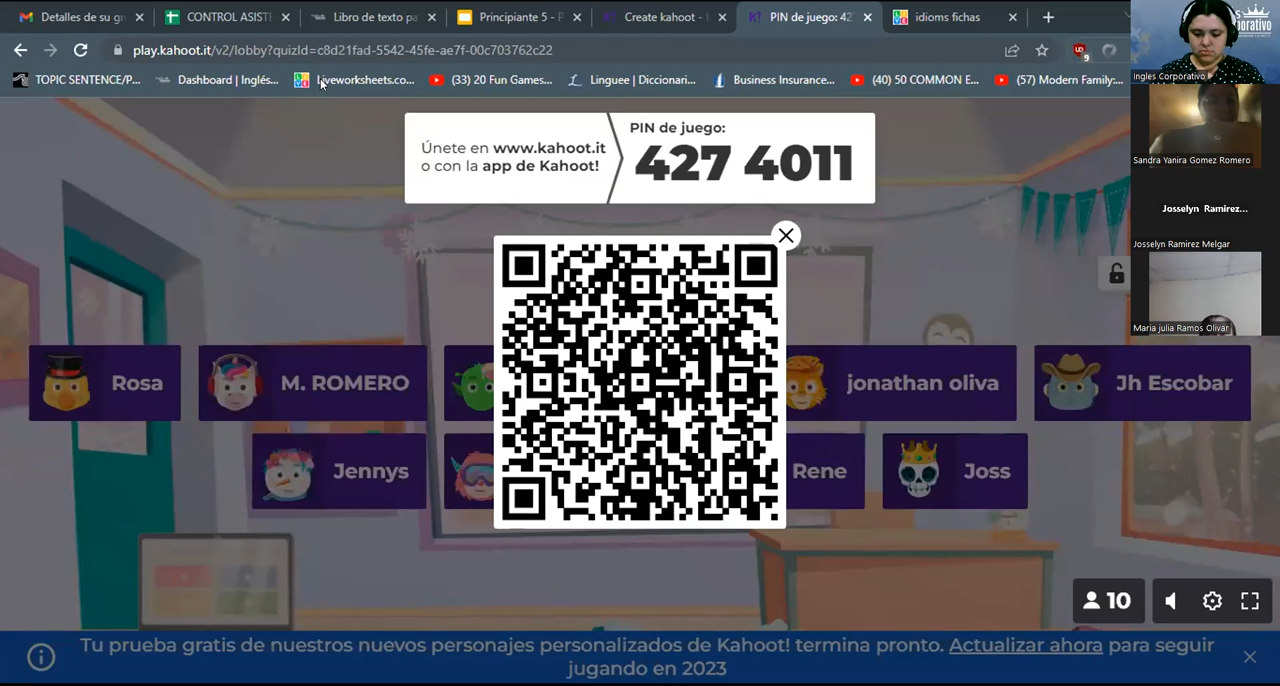 Detalles de su gr
CONTROL ASIST
Libro de texto pa
Principiante 5 - P
Create kahoot - 
PIN de juego: 42
idioms fichas
play.kahoot.it/v2/lobby?quizId=c8d21fad-5542-45fe-ae7f-00c703762c22
9
TOPIC SENTENCE/P...
Dashboard | Inglés...
Liveworksheets.co...
(33) 20 Fun Games...
Linguee | Diccionari...
Business Insurance...
(40) 50 COMMON E...
(57) Modern Family:...
Ingles Corporativo
Sandra Yanira Gomez Romero
Josselyn Ramirez...
Josselyn Ramirez Melgar
Maria julia Ramos Olivar
Únete en www.kahoot.it
o con la app de Kahoot!
PIN de juego:
427 4011
Rosa
M. ROMERO
jonathan oliva
Jh Escobar
Jennys
Rene
Joss
10
Tu prueba gratis de nuestros nuevos personajes personalizados de Kahoot! termina pronto. Actualizar ahora para seguir
jugando en 2023